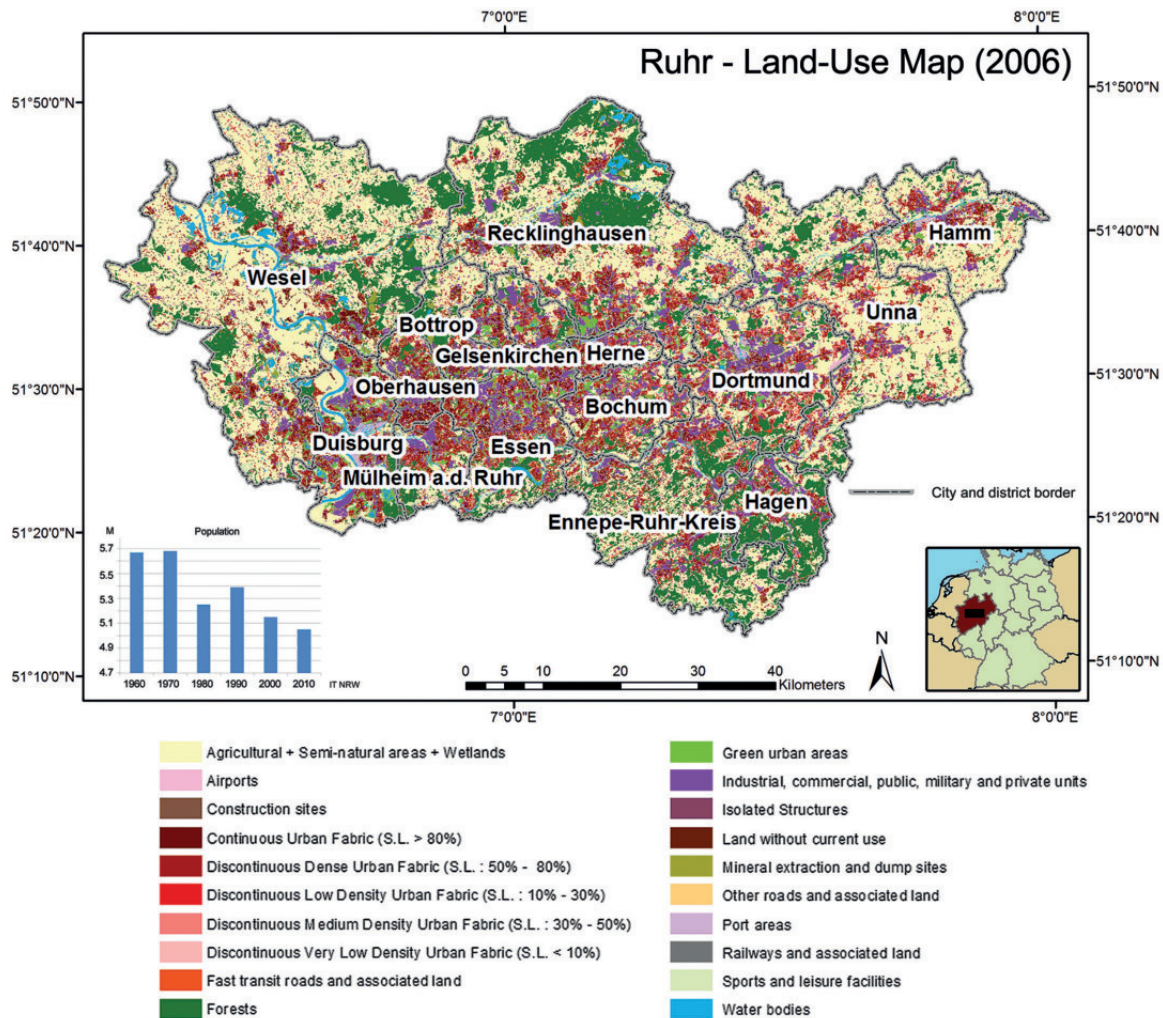 7°0'0"E
8°0'0"E
Ruhr - Land-Use Map (2006)
51°50'0"N
51°50'0"N
51°40'0"N
51°40'0"N
51°30'0"N
51°30'0"N
51°20'0"N
51°20'0"N
51°10'0"N
51°10'0"N
Hamm
Recklinghausen
Wesel
Unna
Bottrop
Gelsenkirchen
Herne
Oberhausen
Dortmund
Bochum
Duisburg
Essen
Mülheim a.d. Ruhr
Hagen
Ennepe-Ruhr-Kreis
City and district border
M
Population
5.7
5.5
5.3
5.1
4.9
4.7
1960 1970 1980 1990 2000 2010 IT NRW
N
0 5 10 20 30 40
Kilometers
7°0'0"E
8°0'0"E
Agricultural + Semi-natural areas + Wetlands
Airports
Construction sites
Continuous Urban Fabric (S.L. > 80%)
Discontinuous Dense Urban Fabric (S.L. : 50% - 80%)
Discontinuous Low Density Urban Fabric (S.L. : 10% - 30%)
Discontinuous Medium Density Urban Fabric (S.L. : 30% - 50%)
Discontinuous Very Low Density Urban Fabric (S.L. < 10%)
Fast transit roads and associated land
Forests
Green urban areas
Industrial, commercial, public, military and private units
Isolated Structures
Land without current use
Mineral extraction and dump sites
Other roads and associated land
Port areas
Railways and associated land
Sports and leisure facilities
Water bodies